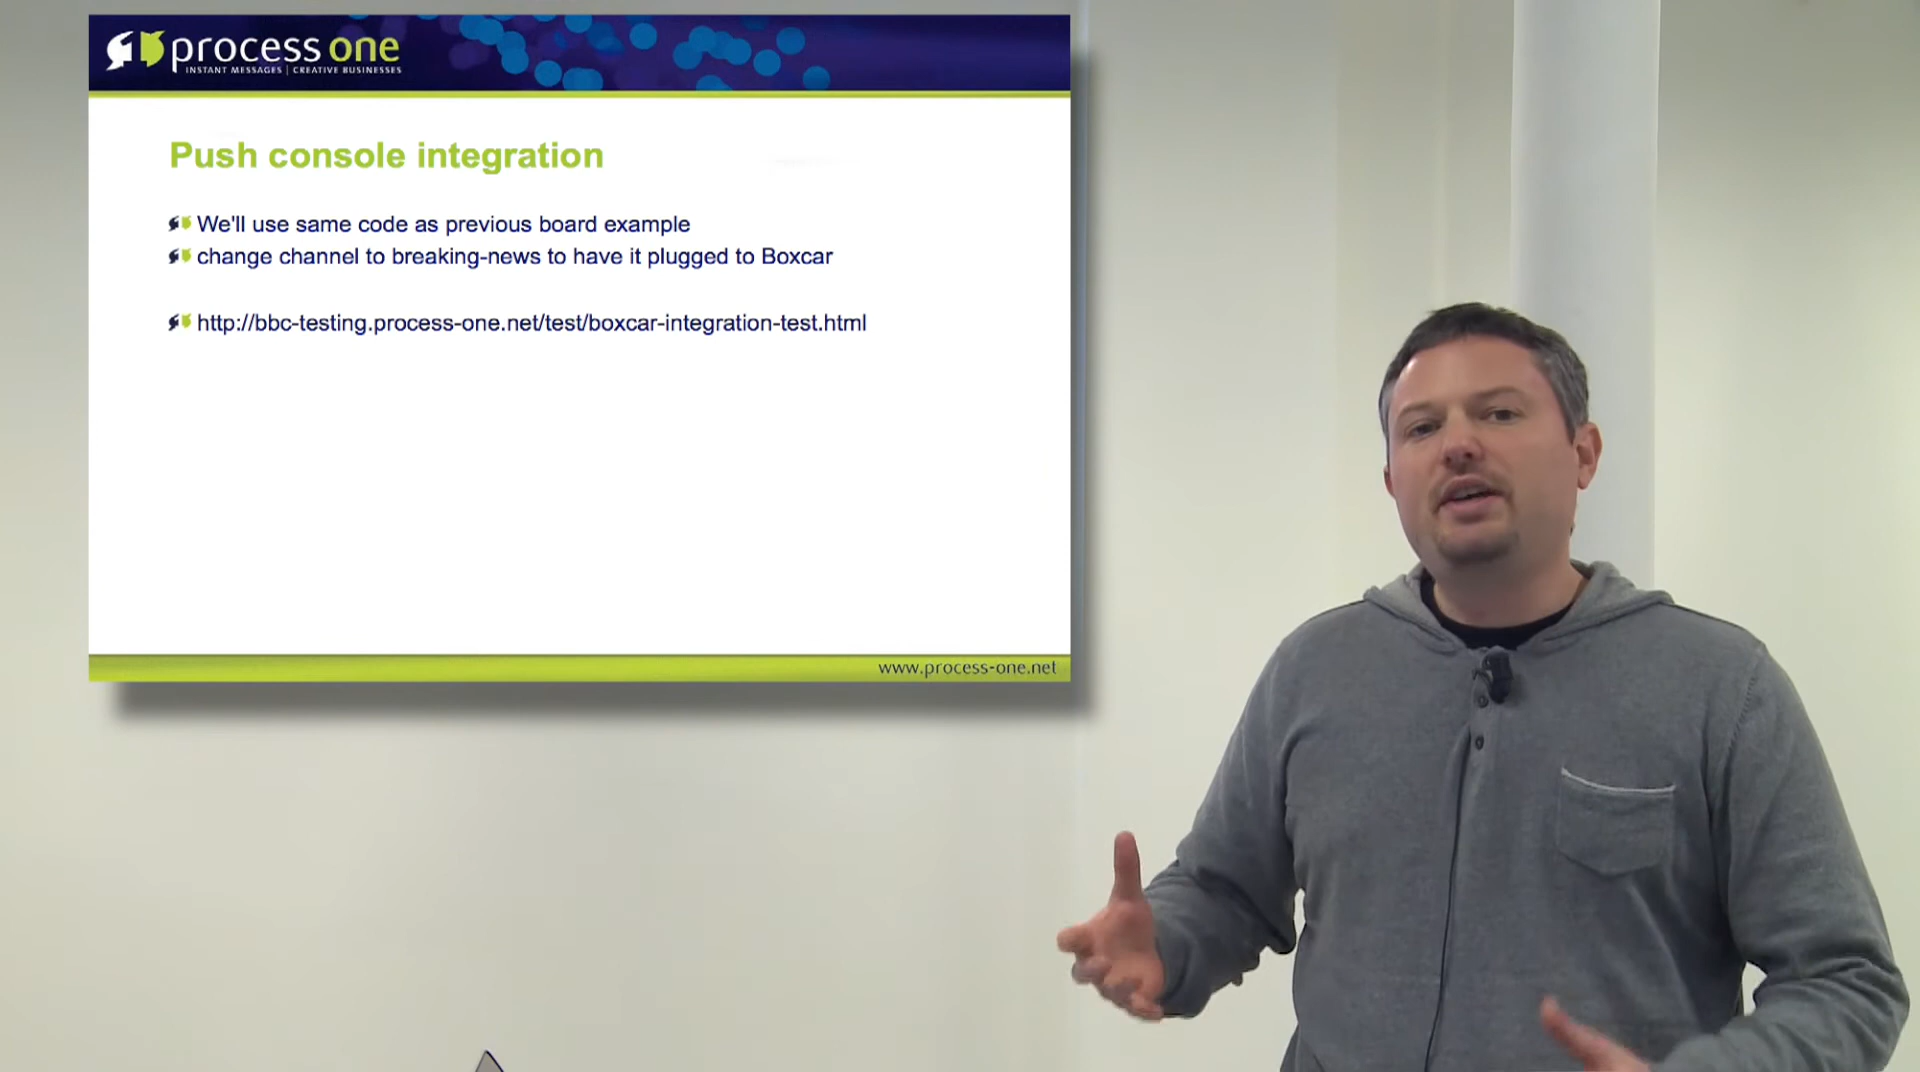 process one
INSTANT MESSAGES | CREATIVE BUSINESSES
Push console integration
We'll use same code as previous board example
change channel to breaking-news to have it plugged to Boxcar
http://bbc-testing.process-one.net/test/boxcar-integration-test.html
www.process-one.net